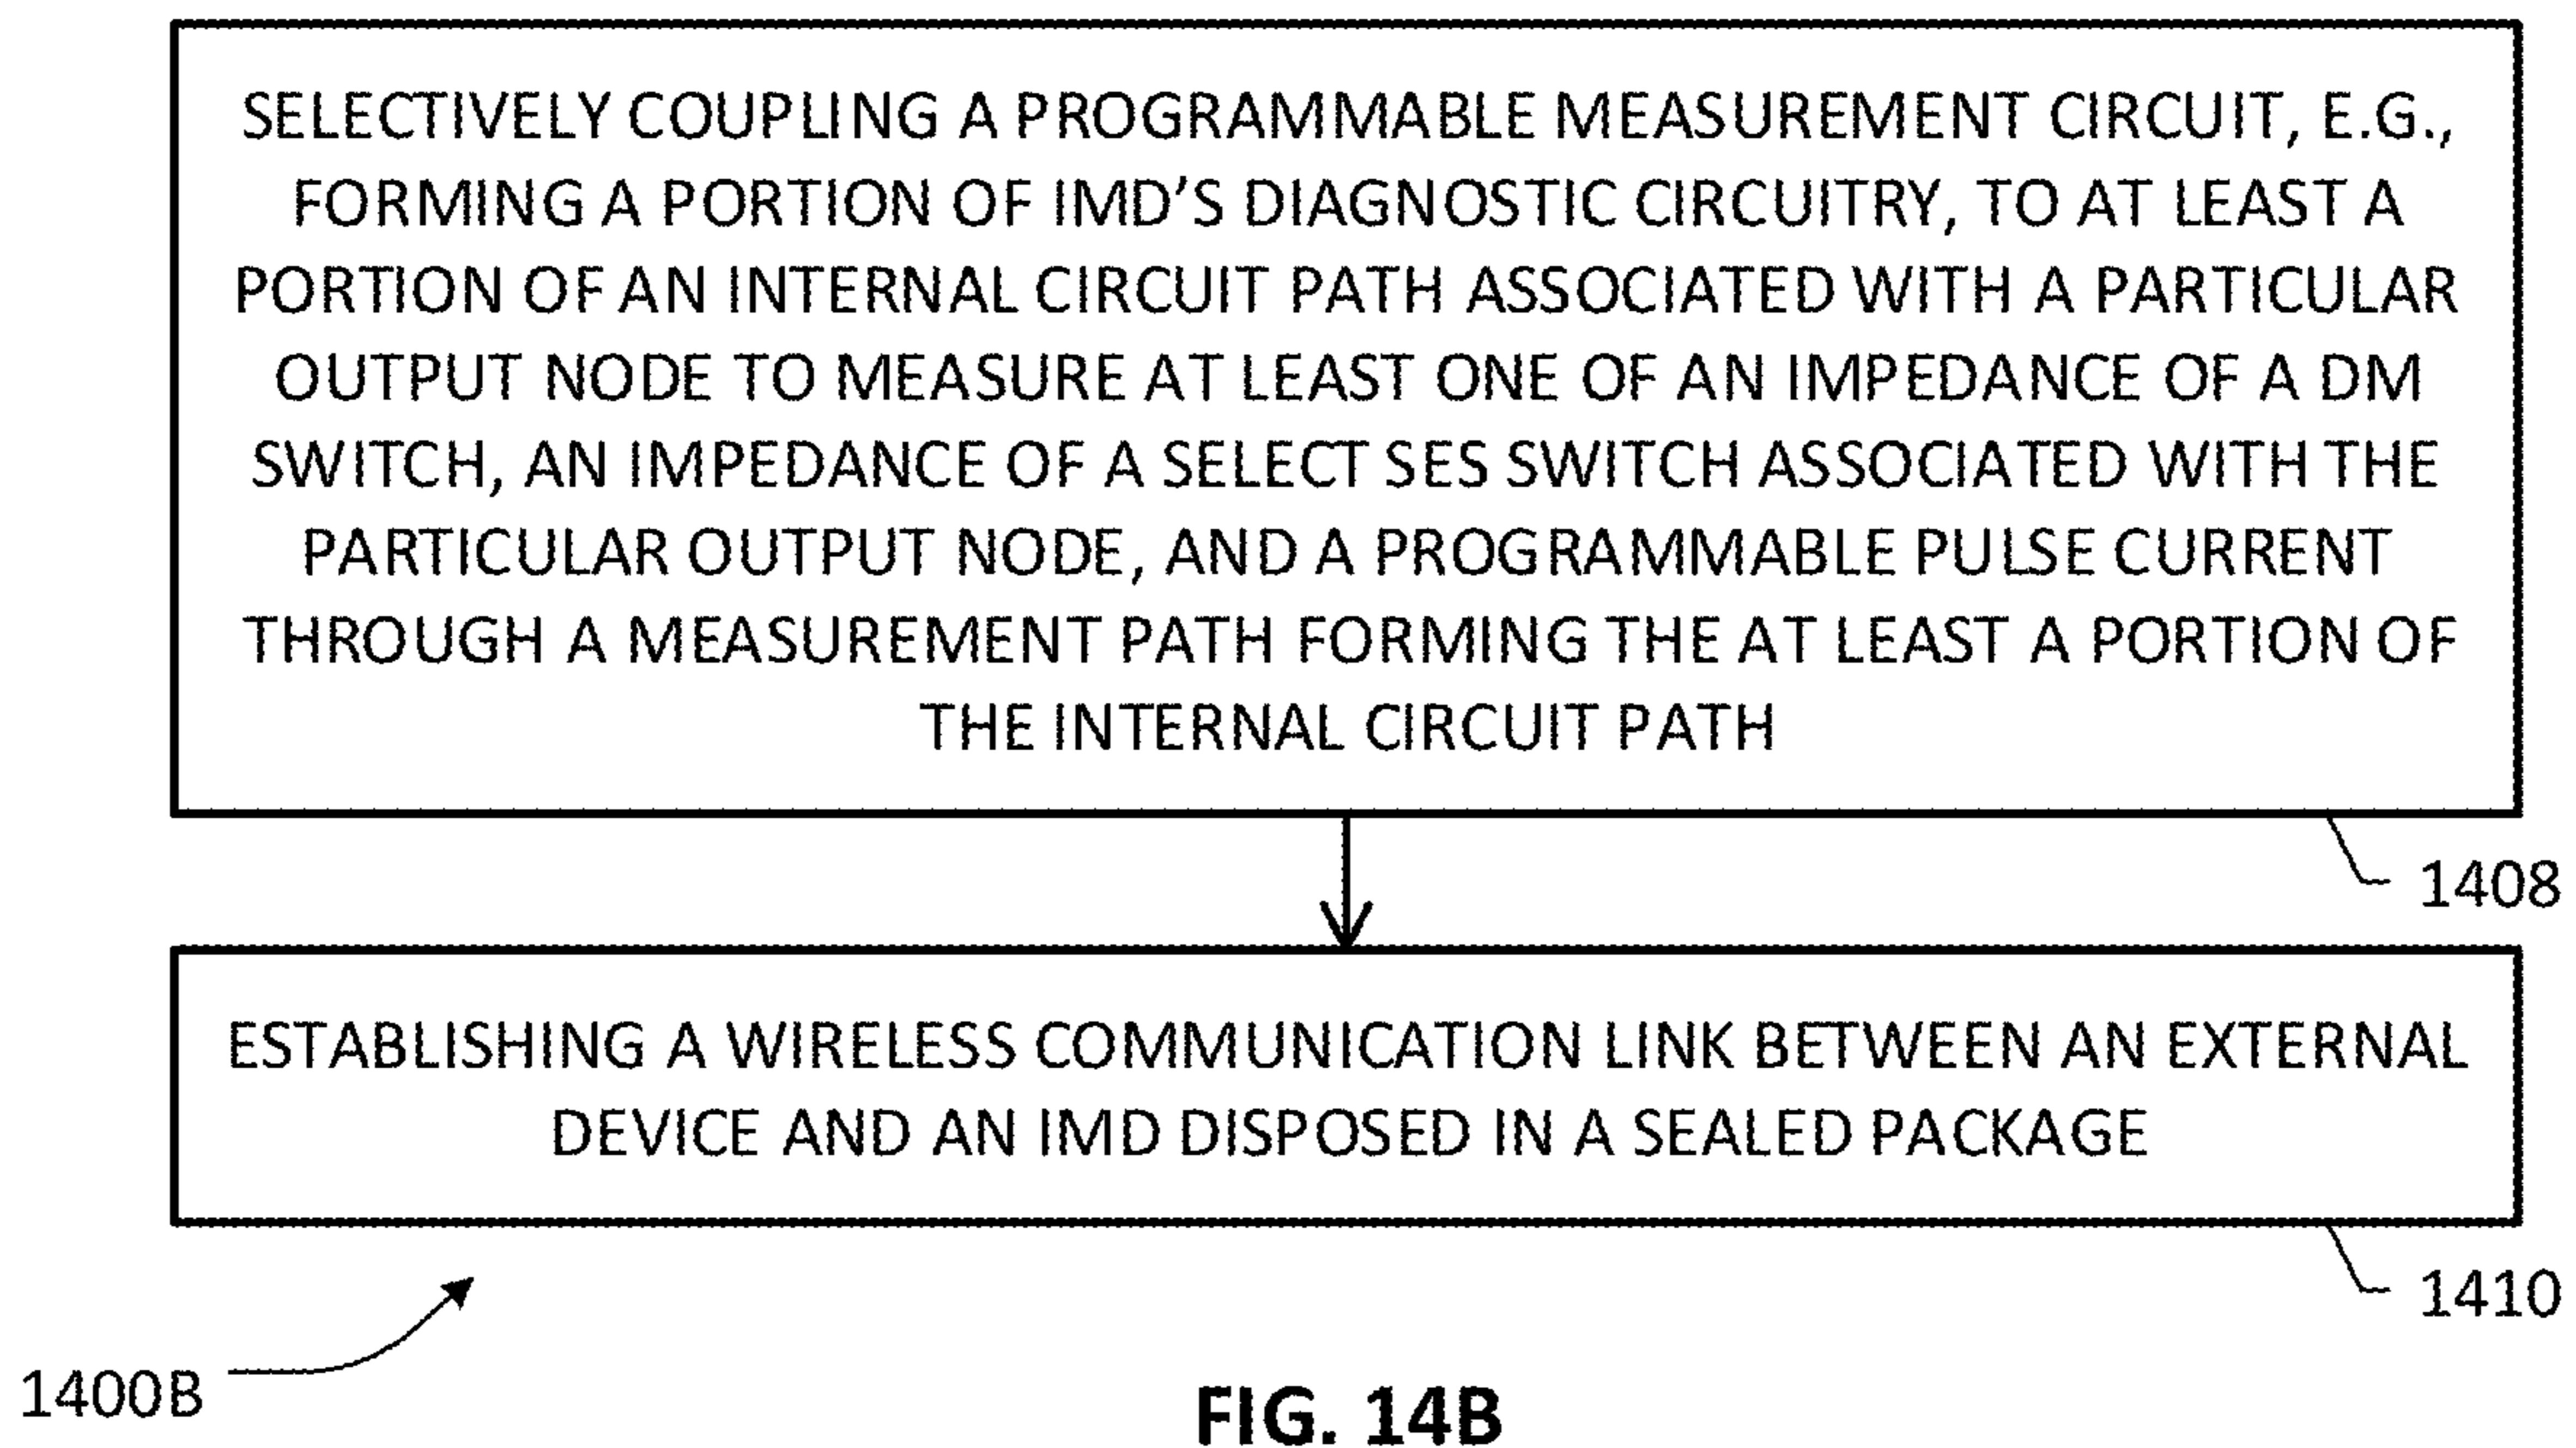 SELECTIVELY COUPLING A PROGRAMMABLE MEASUREMENT CIRCUIT, E.G.,
FORMING A PORTION OF IMD'S DIAGNOSTIC CIRCUITRY, TO AT LEAST A
PORTION OF AN INTERNAL CIRCUIT PATH ASSOCIATED WITH A PARTICULAR
OUTPUT NODE TO MEASURE AT LEAST ONE OF AN IMPEDANCE OF A DM
SWITCH, AN IMPEDANCE OF A SELECT SES SWITCH ASSOCIATED WITH THE
PARTICULAR OUTPUT NODE, AND A PROGRAMMABLE PULSE CURRENT
THROUGH A MEASUREMENT PATH FORMING THE AT LEAST A PORTION OF
THE INTERNAL CIRCUIT PATH
1408
ESTABLISHING A WIRELESS COMMUNICATION LINK BETWEEN AN EXTERNAL
DEVICE AND AN IMD DISPOSED IN A SEALED PACKAGE
1410
1400B
FIG. 14B